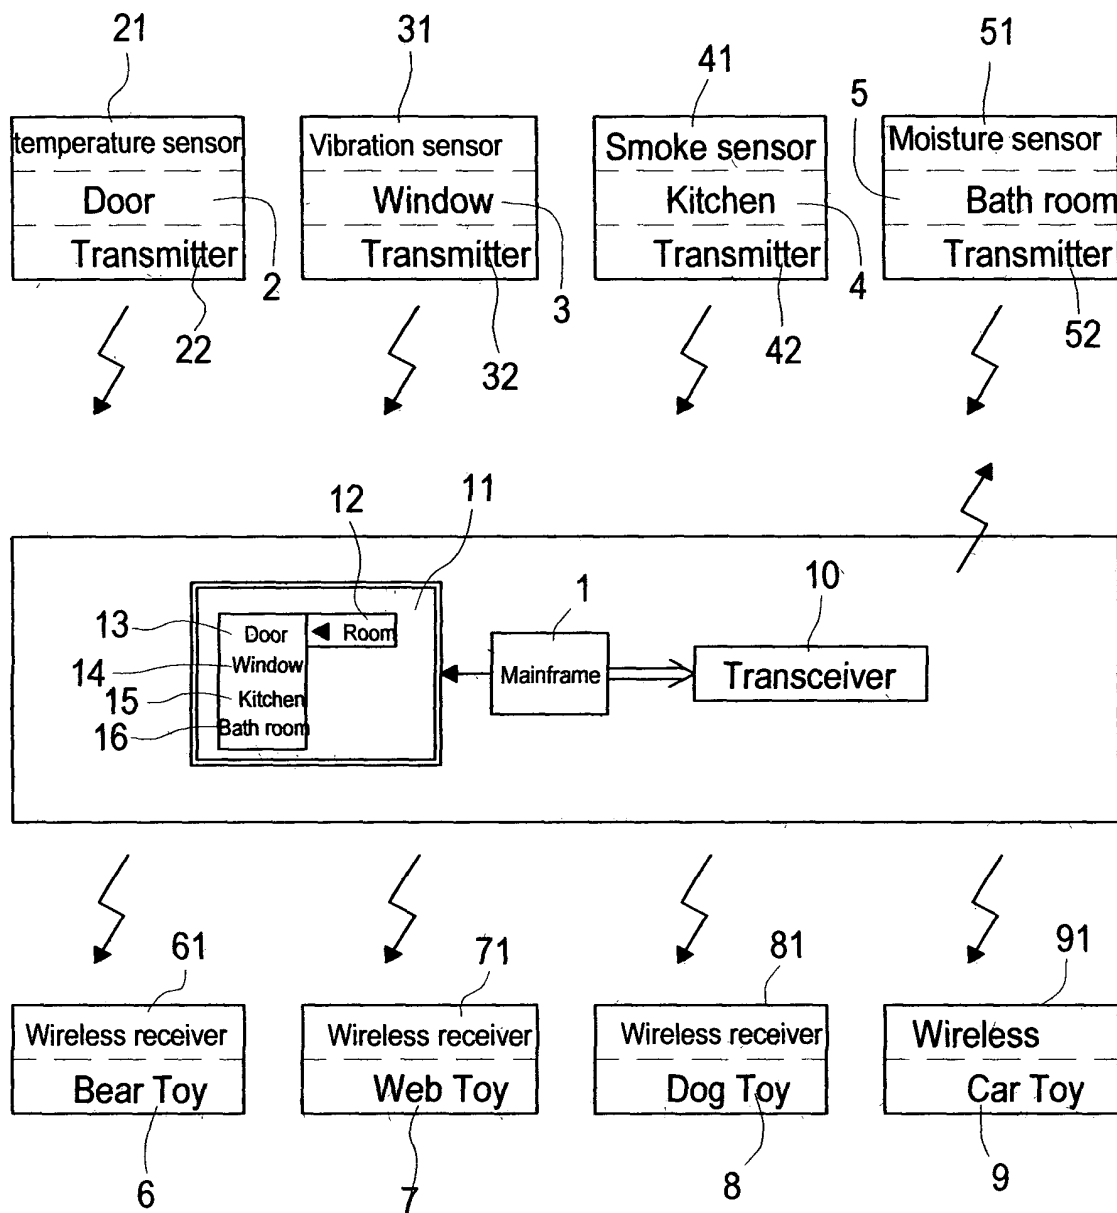 21
31
41
51
5
temperature sensor
Vibration sensor
Smoke sensor
Moisture sensor
Door
Window
Kitchen
Bath room
Transmitter
Transmitter
Transmitter
Transmitter
2
3
4
22
32
42
52
12
11
1
10
13
Door
Room
14
Window
Mainframe
Transceiver
15
Kitchen
16
Bath room
61
71
81
91
Wireless receiver
Wireless receiver
Wireless receiver
Wireless
Bear Toy
Web Toy
Dog Toy
Car Toy
6
7
8
9